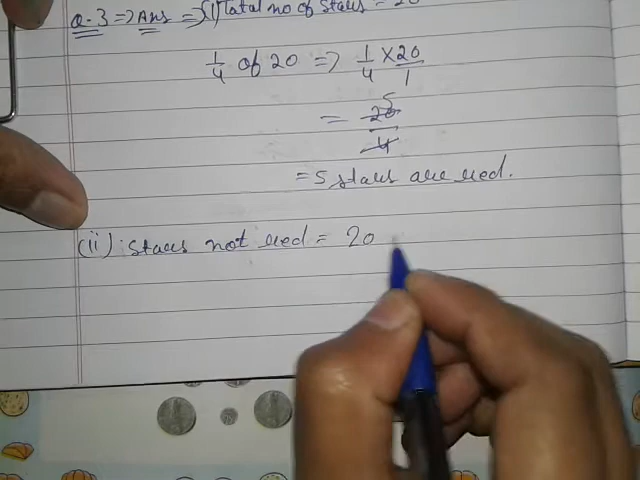 Q-3 => Ans => (i) Total no of stars = 20
1/4 of 20 => 1/4 × 20/1
= 20/4 5
= 5 stars are red.
(ii) : stars not red = 20